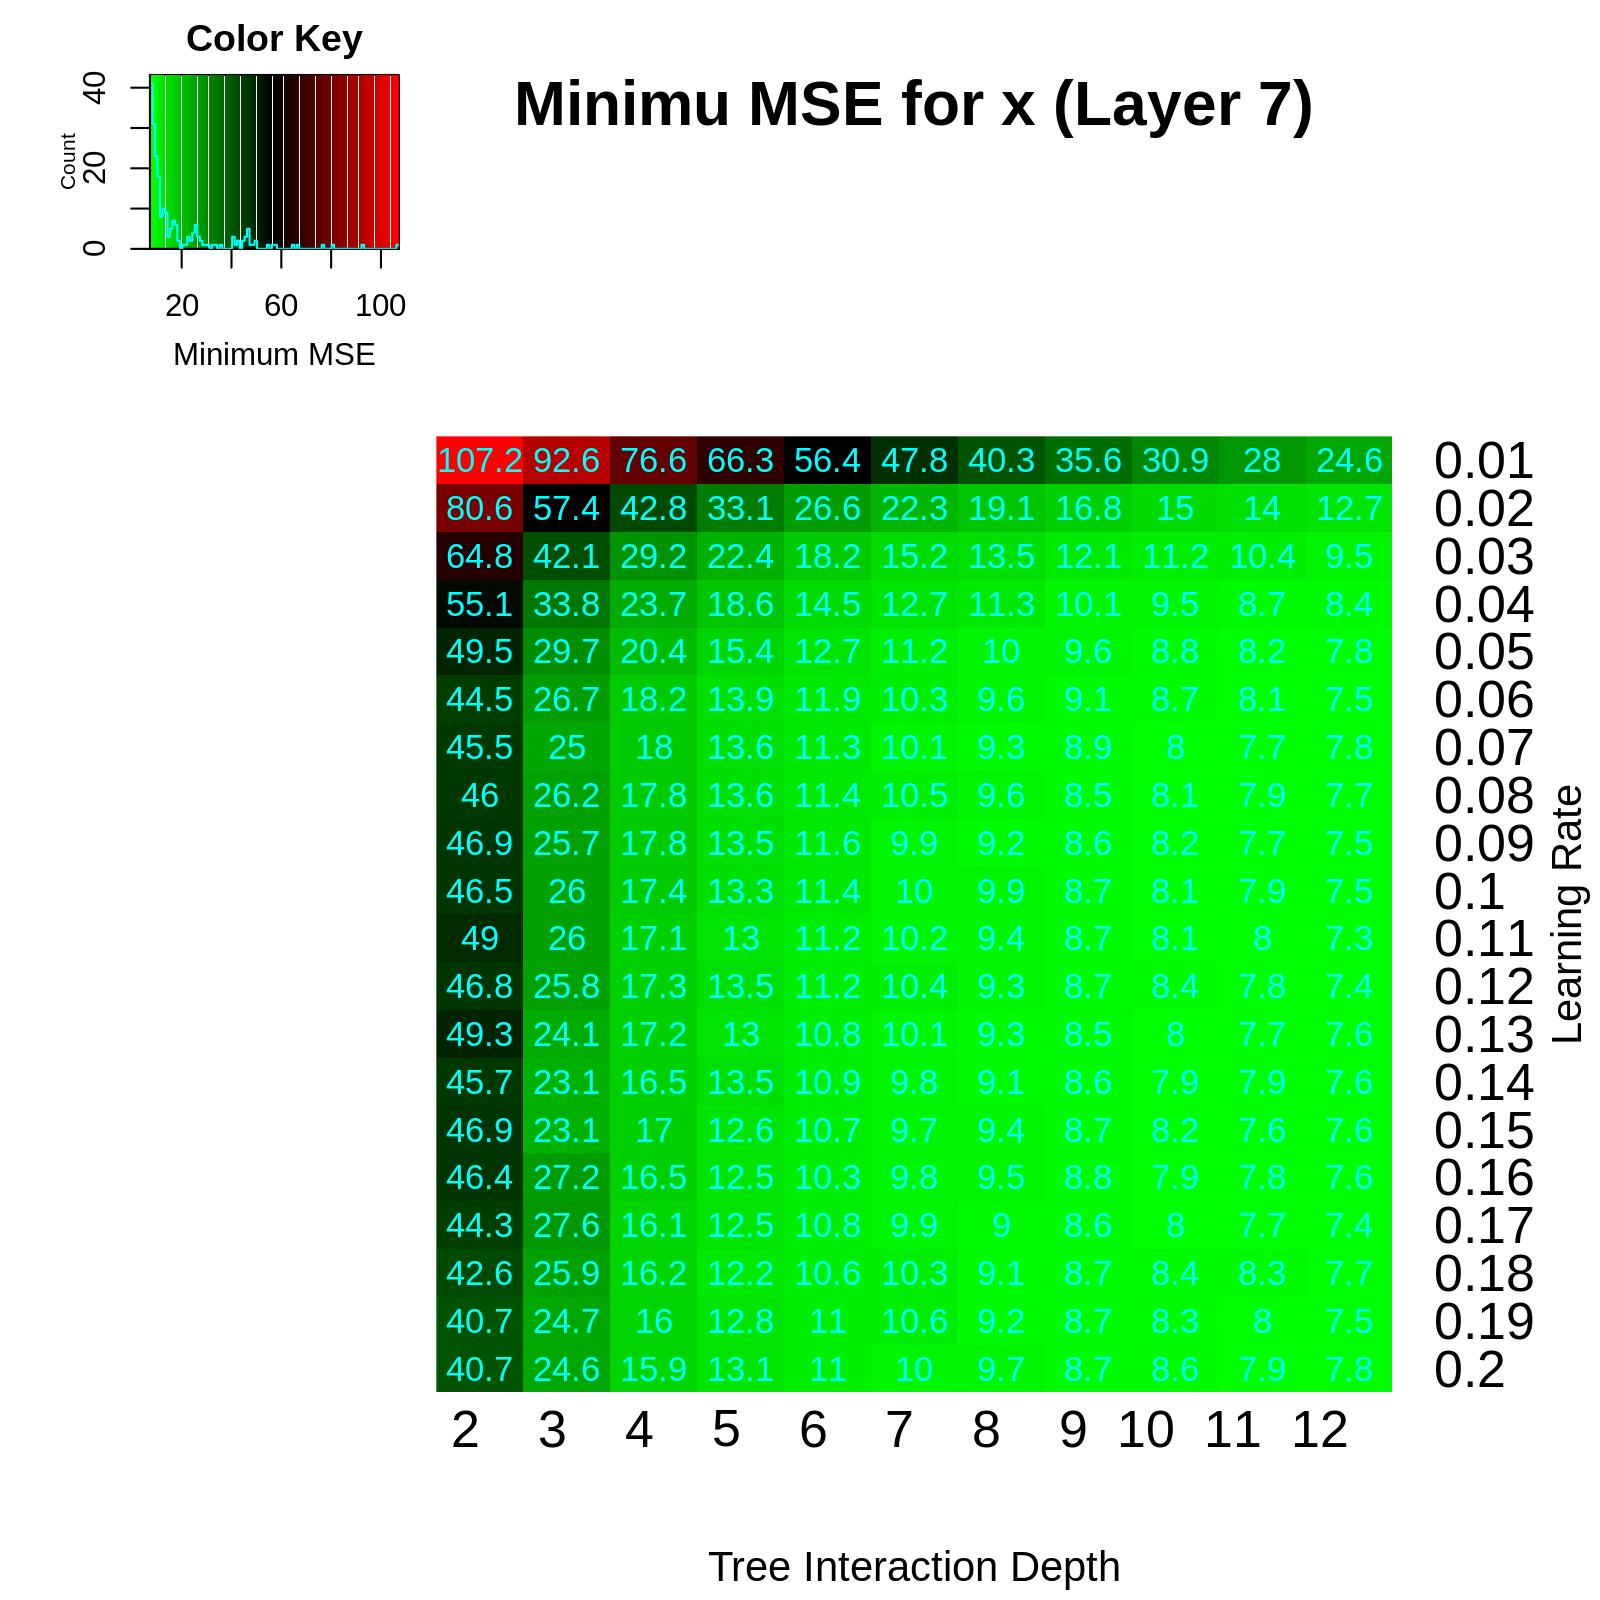 Color Key
Minimu MSE for x (Layer 7)
Count
40
20
0
20 60 100
Minimum MSE
107.2 92.6 76.6 66.3 56.4 47.8 40.3 35.6 30.9 28 24.6 0.01
80.6 57.4 42.8 33.1 26.6 22.3 19.1 16.8 15 14 12.7 0.02
64.8 42.1 29.2 22.4 18.2 15.2 13.5 12.1 11.2 10.4 9.5 0.03
55.1 33.8 23.7 18.6 14.5 12.7 11.3 10.1 9.5 8.7 8.4 0.04
49.5 29.7 20.4 15.4 12.7 11.2 10 9.6 8.8 8.2 7.8 0.05
44.5 26.7 18.2 13.9 11.9 10.3 9.6 9.1 8.7 8.1 7.5 0.06
45.5 25 18 13.6 11.3 10.1 9.3 8.9 8 7.7 7.8 0.07
46 26.2 17.8 13.6 11.4 10.5 9.6 8.5 8.1 7.9 7.7 0.08
46.9 25.7 17.8 13.5 11.6 9.9 9.2 8.6 8.2 7.7 7.5 0.09
46.5 26 17.4 13.3 11.4 10 9.9 8.7 8.1 7.9 7.5 0.1
49 26 17.1 13 11.2 10.2 9.4 8.7 8.1 8 7.3 0.11
46.8 25.8 17.3 13.5 11.2 10.4 9.3 8.7 8.4 7.8 7.4 0.12
49.3 24.1 17.2 13 10.8 10.1 9.3 8.5 8 7.7 7.6 0.13
45.7 23.1 16.5 13.5 10.9 9.8 9.1 8.6 7.9 7.9 7.6 0.14
46.9 23.1 17 12.6 10.7 9.7 9.4 8.7 8.2 7.6 7.6 0.15
46.4 27.2 16.5 12.5 10.3 9.8 9.5 8.8 7.9 7.8 7.6 0.16
44.3 27.6 16.1 12.5 10.8 9.9 9 8.6 8 7.7 7.4 0.17
42.6 25.9 16.2 12.2 10.6 10.3 9.1 8.7 8.4 8.3 7.7 0.18
40.7 24.7 16 12.8 11 10.6 9.2 8.7 8.3 8 7.5 0.19
40.7 24.6 15.9 13.1 11 10 9.7 8.7 8.6 7.9 7.8 0.2
Learning Rate
2 3 4 5 6 7 8 9 10 11 12
Tree Interaction Depth